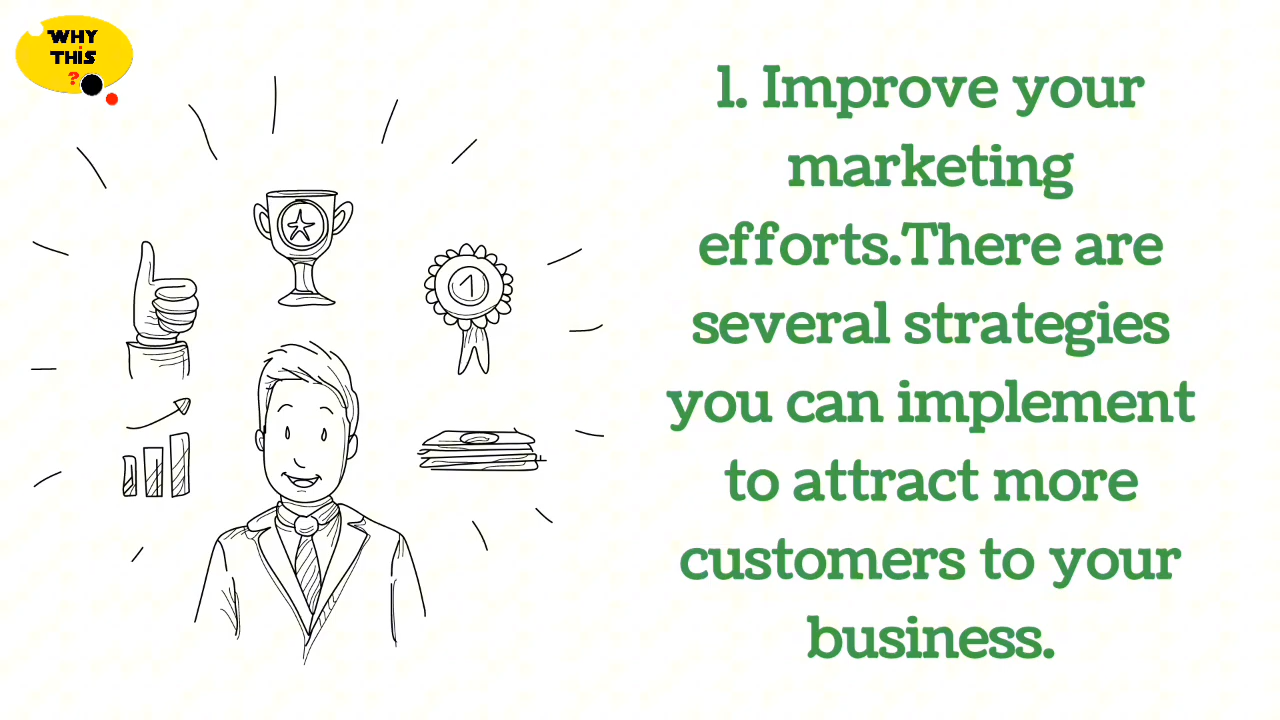 WHY
THIS
?
1. Improve your
marketing
efforts.There are
several strategies
you can implement
to attract more
customers to your
business.
1